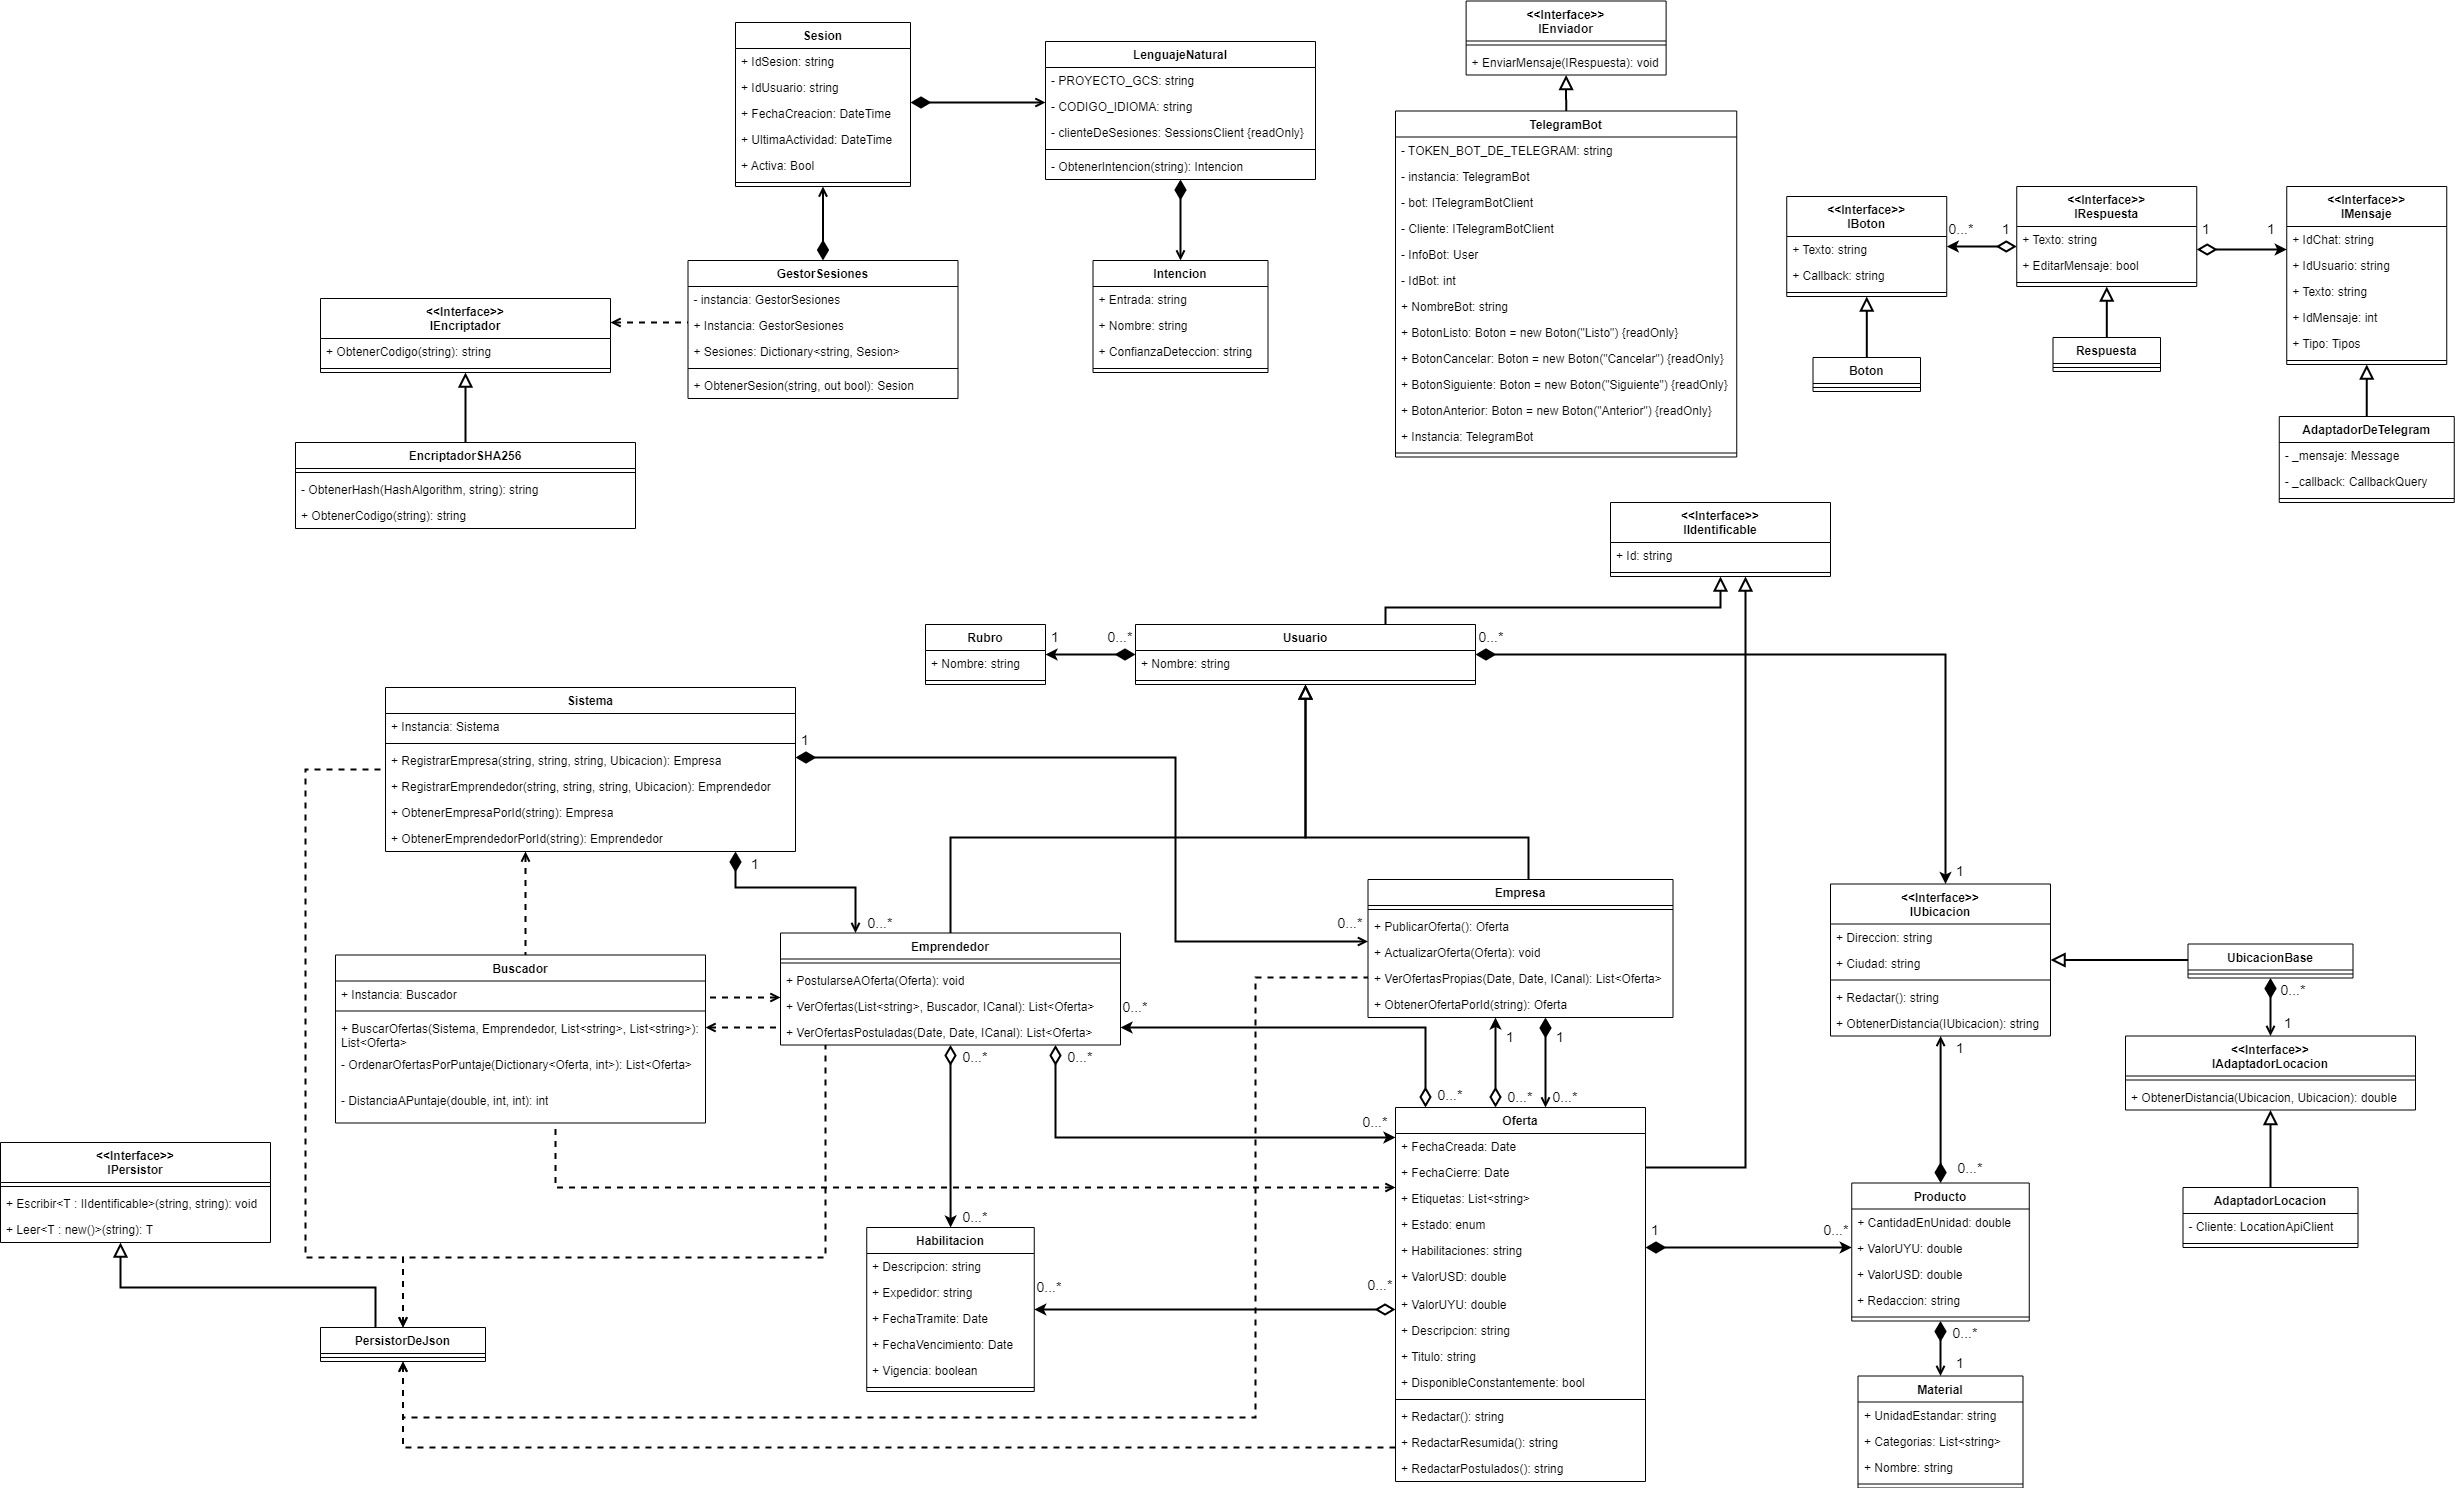 Sesion
+ IdSesion: string
+ IdUsuario: string
+ FechaCreacion: DateTime
+ UltimaActividad: DateTime
+ Activa: Bool
LenguajeNatural
- PROYECTO_GCS: string
- CODIGO_IDIOMA: string
- clienteDeSesiones: SessionsClient {readOnly}
- ObtenerIntencion(string): Intencion
<<Interface>>
IEnviador
+ EnviarMensaje(IRespuesta): void
TelegramBot
- TOKEN_BOT_DE_TELEGRAM: string
- instancia: TelegramBot
- bot: ITelegramBotClient
- Cliente: ITelegramBotClient
- InfoBot: User
- IdBot: int
+ NombreBot: string
+ BotonListo: Boton = new Boton("Listo") {readOnly}
+ BotonCancelar: Boton = new Boton("Cancelar") {readOnly}
+ BotonSiguiente: Boton = new Boton("Siguiente") {readOnly}
+ BotonAnterior: Boton = new Boton("Anterior") {readOnly}
+ Instancia: TelegramBot
<<Interface>>
IBoton
+ Texto: string
+ Callback: string
0...*
1
<<Interface>>
IRespuesta
+ Texto: string
+ EditarMensaje: bool
1
1
<<Interface>>
IMensaje
+ IdChat: string
+ IdUsuario: string
+ Texto: string
+ IdMensaje: int
+ Tipo: Tipos
Boton
Respuesta
AdaptadorDeTelegram
- _mensaje: Message
- _callback: CallbackQuery
GestorSesiones
- instancia: GestorSesiones
+ Instancia: GestorSesiones
+ Sesiones: Dictionary<string, Sesion>
+ ObtenerSesion(string, out bool): Sesion
Intencion
+ Entrada: string
+ Nombre: string
+ ConfianzaDeteccion: string
<<Interface>>
IEncriptador
+ ObtenerCodigo(string): string
EncriptadorSHA256
- ObtenerHash(HashAlgorithm, string): string
+ ObtenerCodigo(string): string
<<Interface>>
IIdentificable
+ Id: string
Rubro
+ Nombre: string
1
0...*
Usuario
+ Nombre: string
0...*
Sistema
+ Instancia: Sistema
+ RegistrarEmpresa(string, string, string, Ubicacion): Empresa
+ RegistrarEmprendedor(string, string, string, Ubicacion): Emprendedor
+ ObtenerEmpresaPorId(string): Empresa
+ ObtenerEmprendedorPorId(string): Emprendedor
1
1
0...*
0...*
1
Buscador
+ Instancia: Buscador
+ BuscarOfertas(Sistema, Emprendedor, List<string>, List<string>):
List<Oferta>
- OrdenarOfertasPorPuntaje(Dictionary<Oferta, int>): List<Oferta>
- DistanciaAPuntaje(double, int, int): int
Emprendedor
+ PostularseAOferta(Oferta): void
+ VerOfertas(List<string>, Buscador, ICanal): List<Oferta>
+ VerOfertasPostuladas(Date, Date, ICanal): List<Oferta>
0...*
0...*
0...*
Empresa
+ PublicarOferta(): Oferta
+ ActualizarOferta(Oferta): void
+ VerOfertasPropias(Date, Date, ICanal): List<Oferta>
+ ObtenerOfertaPorId(string): Oferta
1
1
0...*
0...*
0...*
<<Interface>>
IUbicacion
+ Direccion: string
+ Ciudad: string
+ Redactar(): string
+ ObtenerDistancia(IUbicacion): string
1
UbicacionBase
0...*
1
<<Interface>>
IAdaptadorLocacion
+ ObtenerDistancia(Ubicacion, Ubicacion): double
AdaptadorLocacion
- Cliente: LocationApiClient
<<Interface>>
IPersistor
+ Escribir<T : IIdentificable>(string, string): void
+ Leer<T : new()>(string): T
PersistorDeJson
0...*
Habilitacion
+ Descripcion: string
+ Expedidor: string
+ FechaTramite: Date
+ FechaVencimiento: Date
+ Vigencia: boolean
0...*
0...*
0...*
Oferta
+ FechaCreada: Date
+ FechaCierre: Date
+ Etiquetas: List<string>
+ Estado: enum
+ Habilitaciones: string
+ ValorUSD: double
+ ValorUYU: double
+ Descripcion: string
+ Titulo: string
+ DisponibleConstantemente: bool
+ Redactar(): string
+ RedactarResumida(): string
+ RedactarPostulados(): string
1
0...*
0...*
Producto
+ CantidadEnUnidad: double
+ ValorUYU: double
+ ValorUSD: double
+ Redaccion: string
0...*
1
Material
+ UnidadEstandar: string
+ Categorias: List<string>
+ Nombre: string